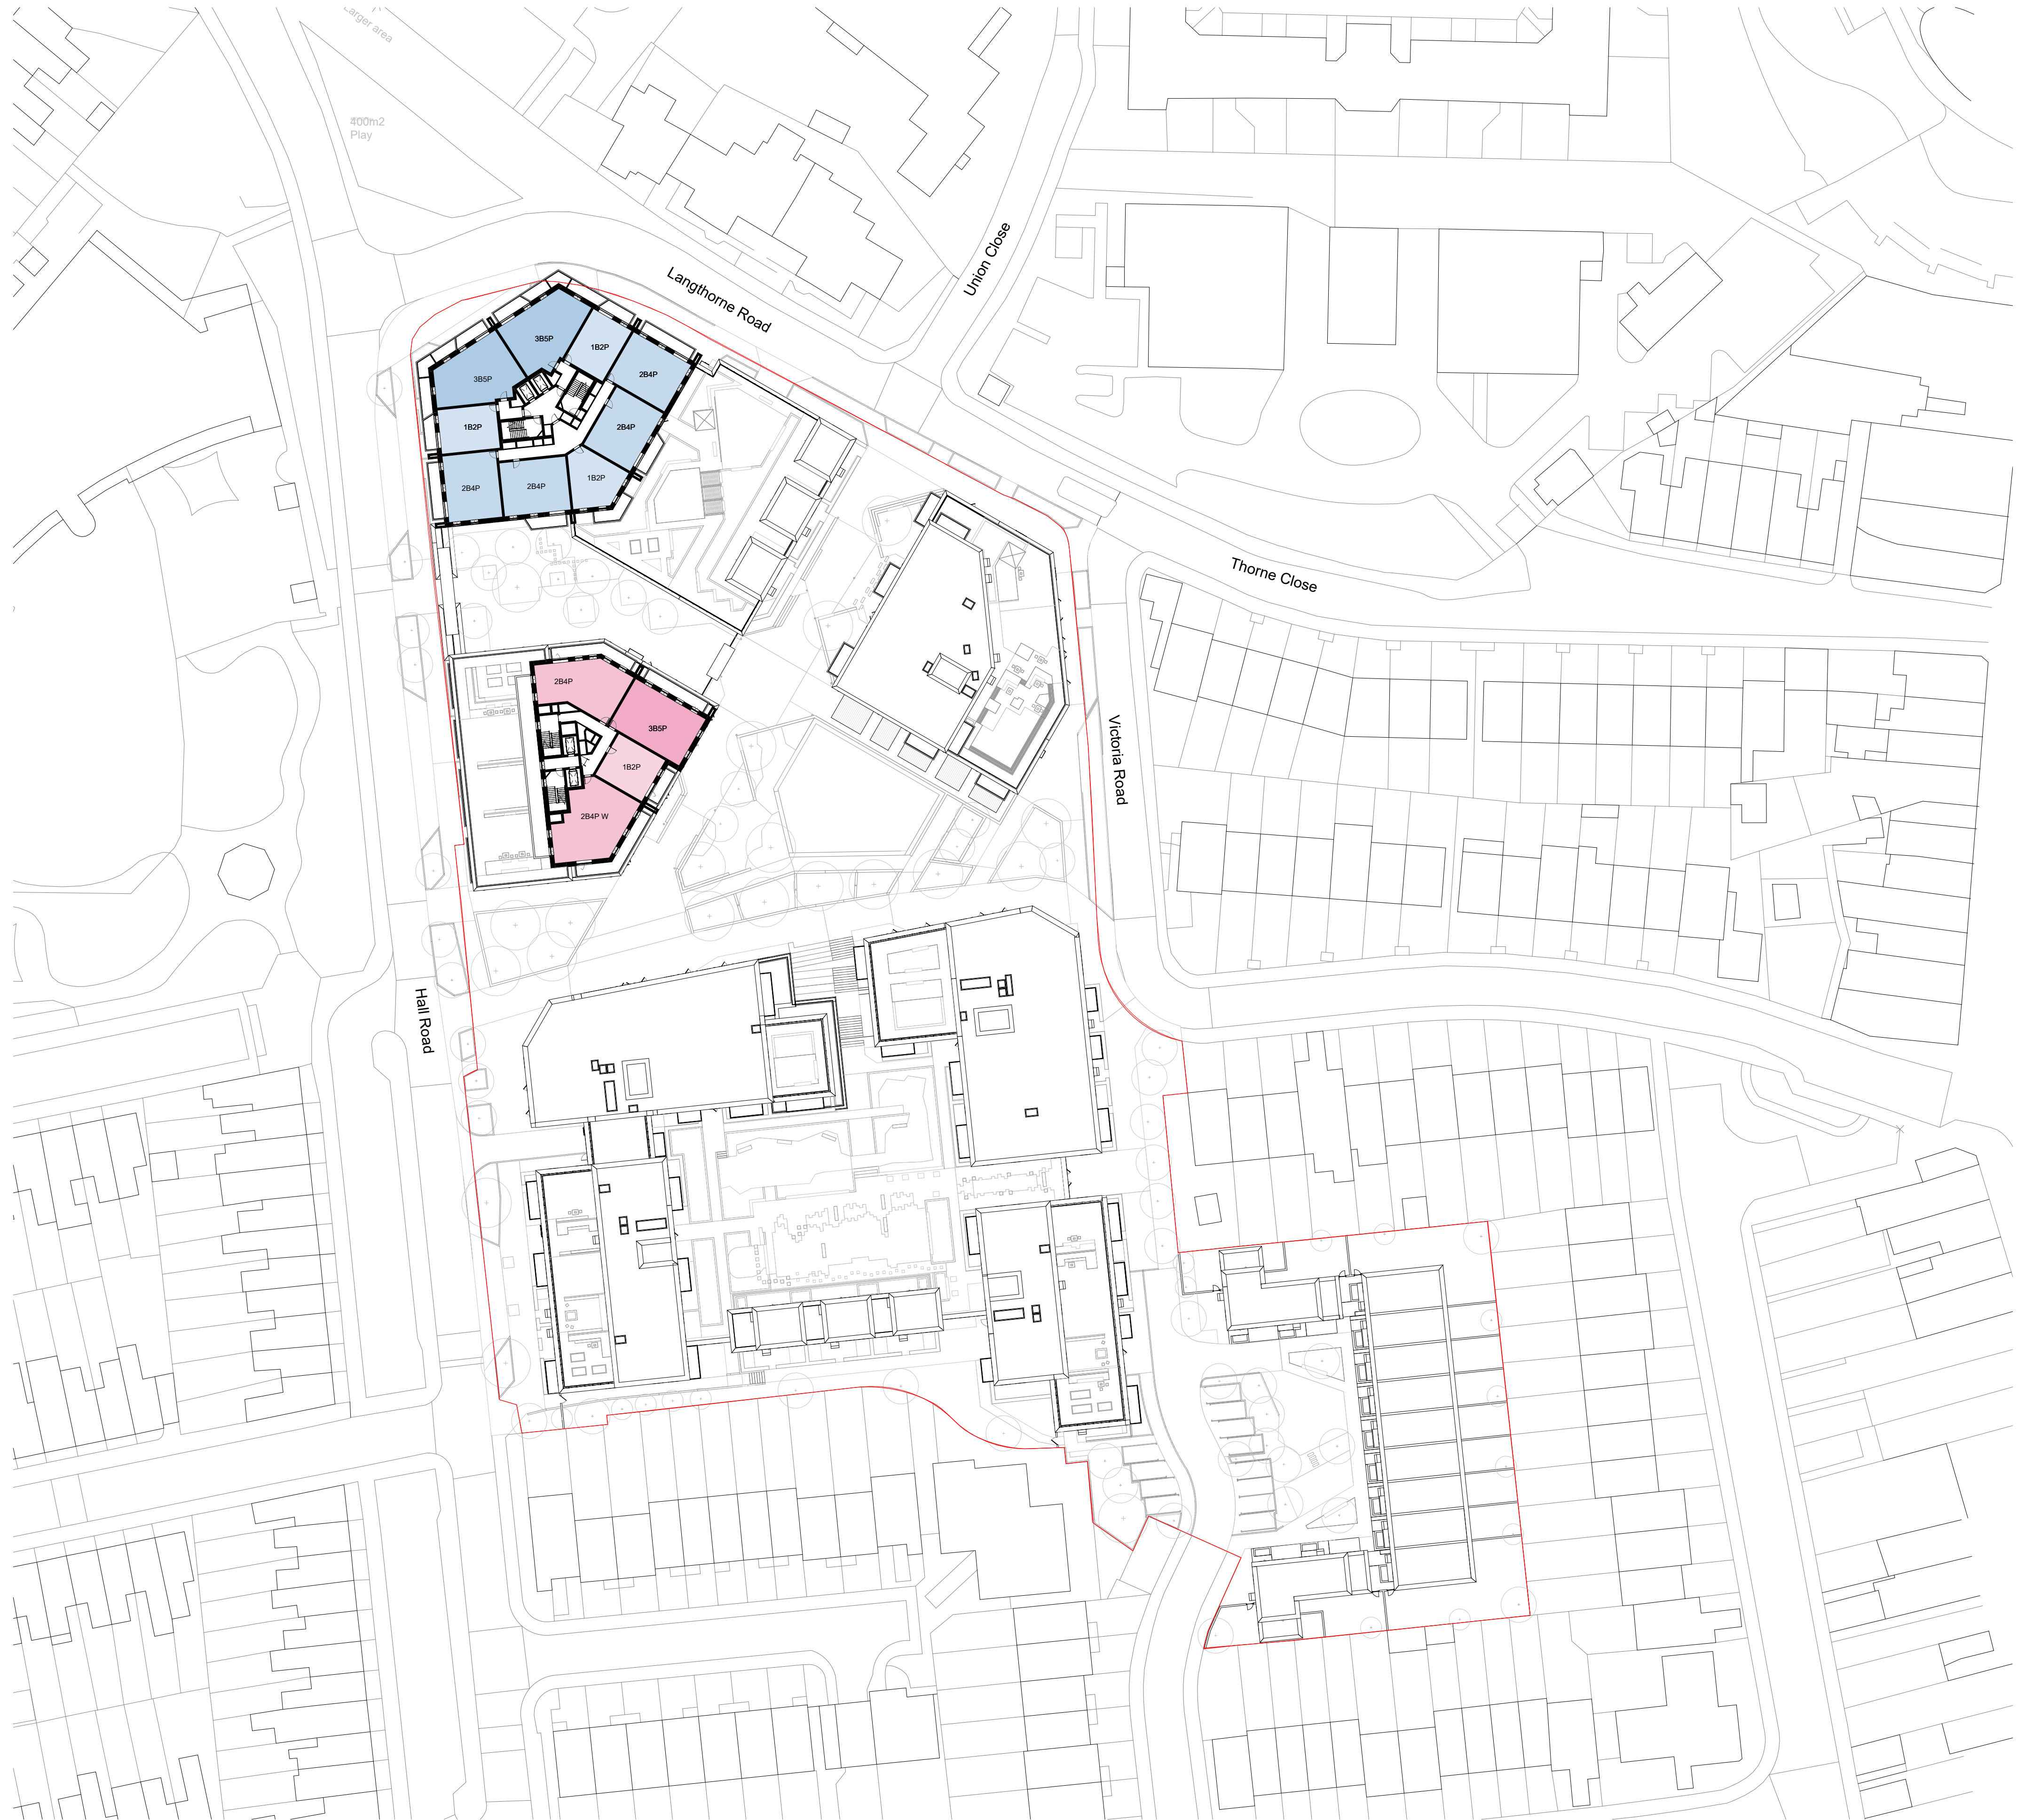 Larger area
400m2
Play
Union Close
Langthorne Road
3B5P
1B2P
2B4P
3B5P
1B2P
2B4P
2B4P
2B4P
1B2P
Thorne Close
2B4P
3B5P
Victoria Road
1B2P
2B4P W
Hall Road